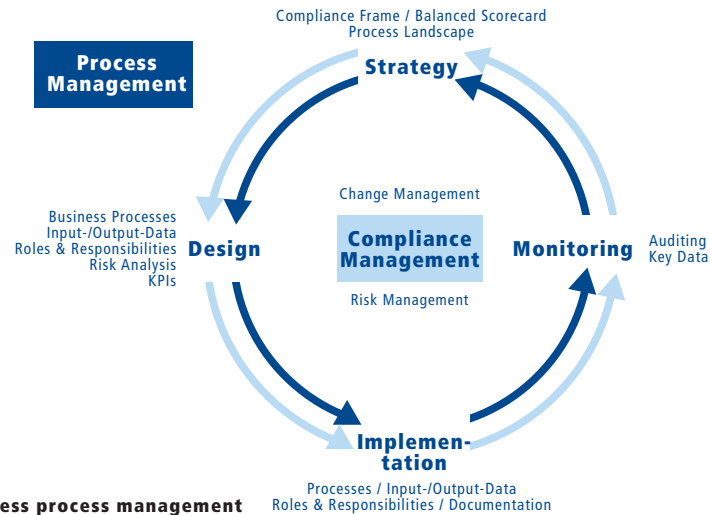 Compliance Frame / Balanced Scorecard
Process Landscape
Process
Management
Strategy
Change Management
Business Processes
Input-/Output-Data
Roles & Responsibilities
Risk Analysis
KPIs
Design
Compliance
Management
Monitoring
Auditing
Key Data
Risk Management
Implemen-
tation
Processes / Input-/Output-Data
Roles & Responsibilities / Documentation
ess process management